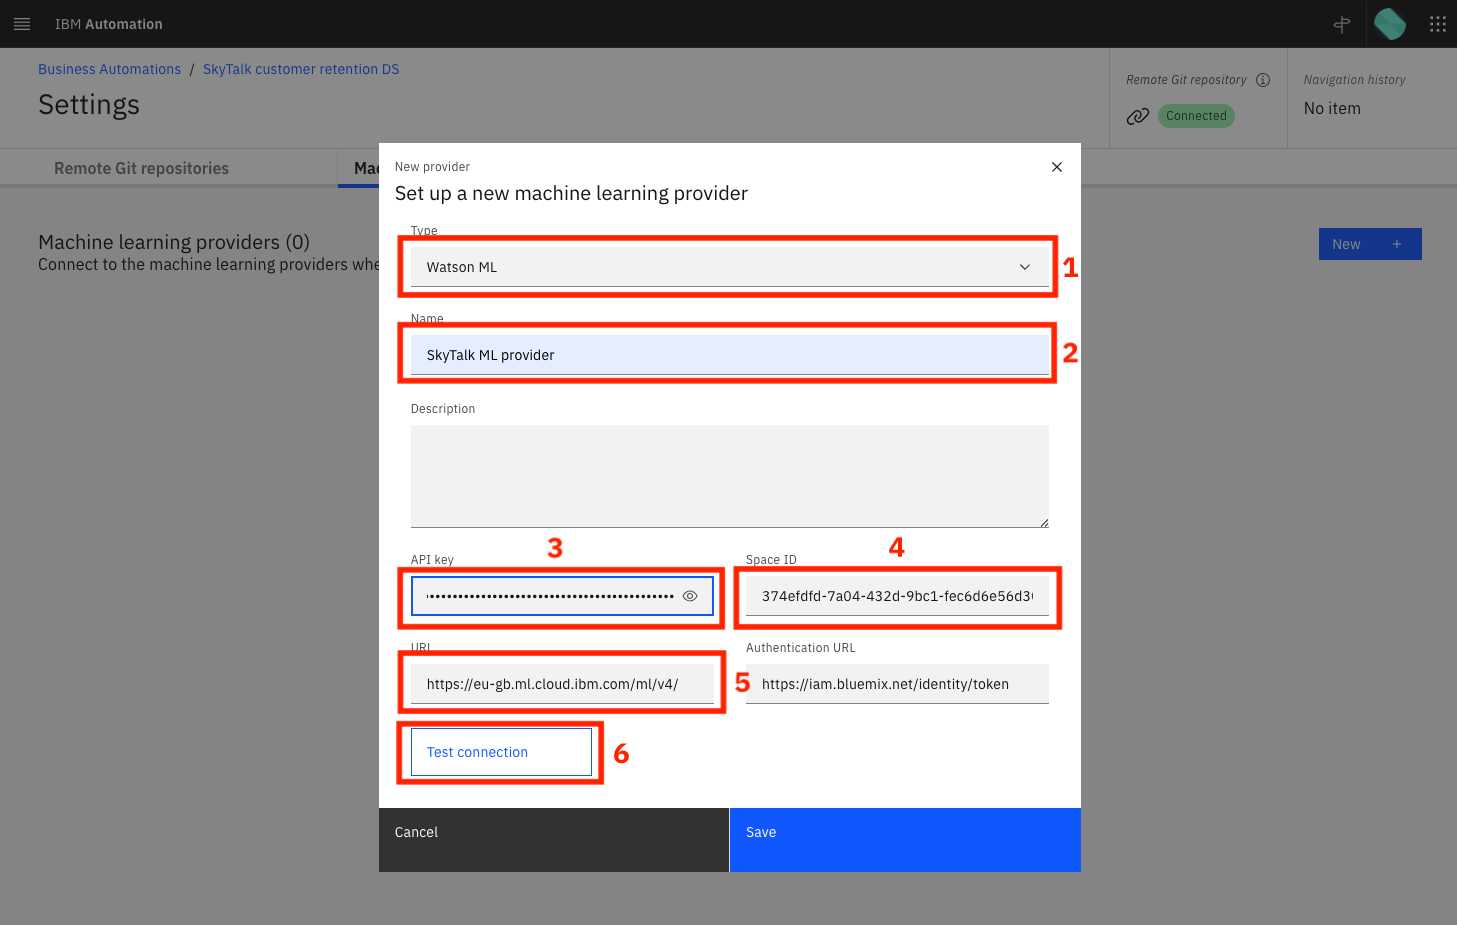 IBM Automation
Business Automations / SkyTalk customer retention DS
Settings
Remote Git repository
Connected
Navigation history
No item
Remote Git repositories
Machine learning providers (0)
Connect to the machine learning providers
New +
New provider
Set up a new machine learning provider
Type
Watson ML
1
Name
SkyTalk ML provider
2
Description
3
4
API key
Space ID
374efdfd-7a04-432d-9bc1-fec6d6e56d3
URL
Authentication URL
https://eu-gb.ml.cloud.ibm.com/ml/v4/
5
https://iam.bluemix.net/identity/token
Test connection
6
Cancel
Save